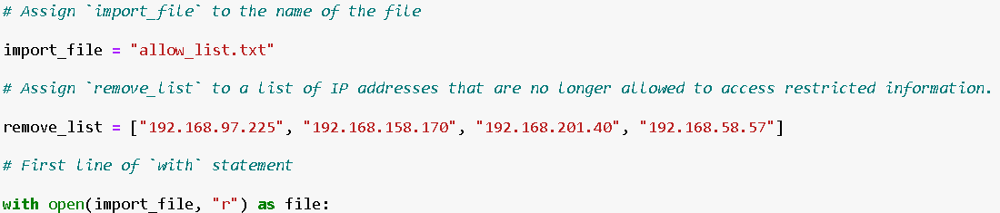 # Assign `import_file` to the name of the file
import_file = "allow_list.txt"
# Assign `remove_list` to a list of IP addresses that are no longer allowed to access restricted information.
remove_list = ["192.168.97.225", "192.168.158.170", "192.168.201.40", "192.168.58.57"]
# First line of `with` statement
with open(import_file, "r") as file: